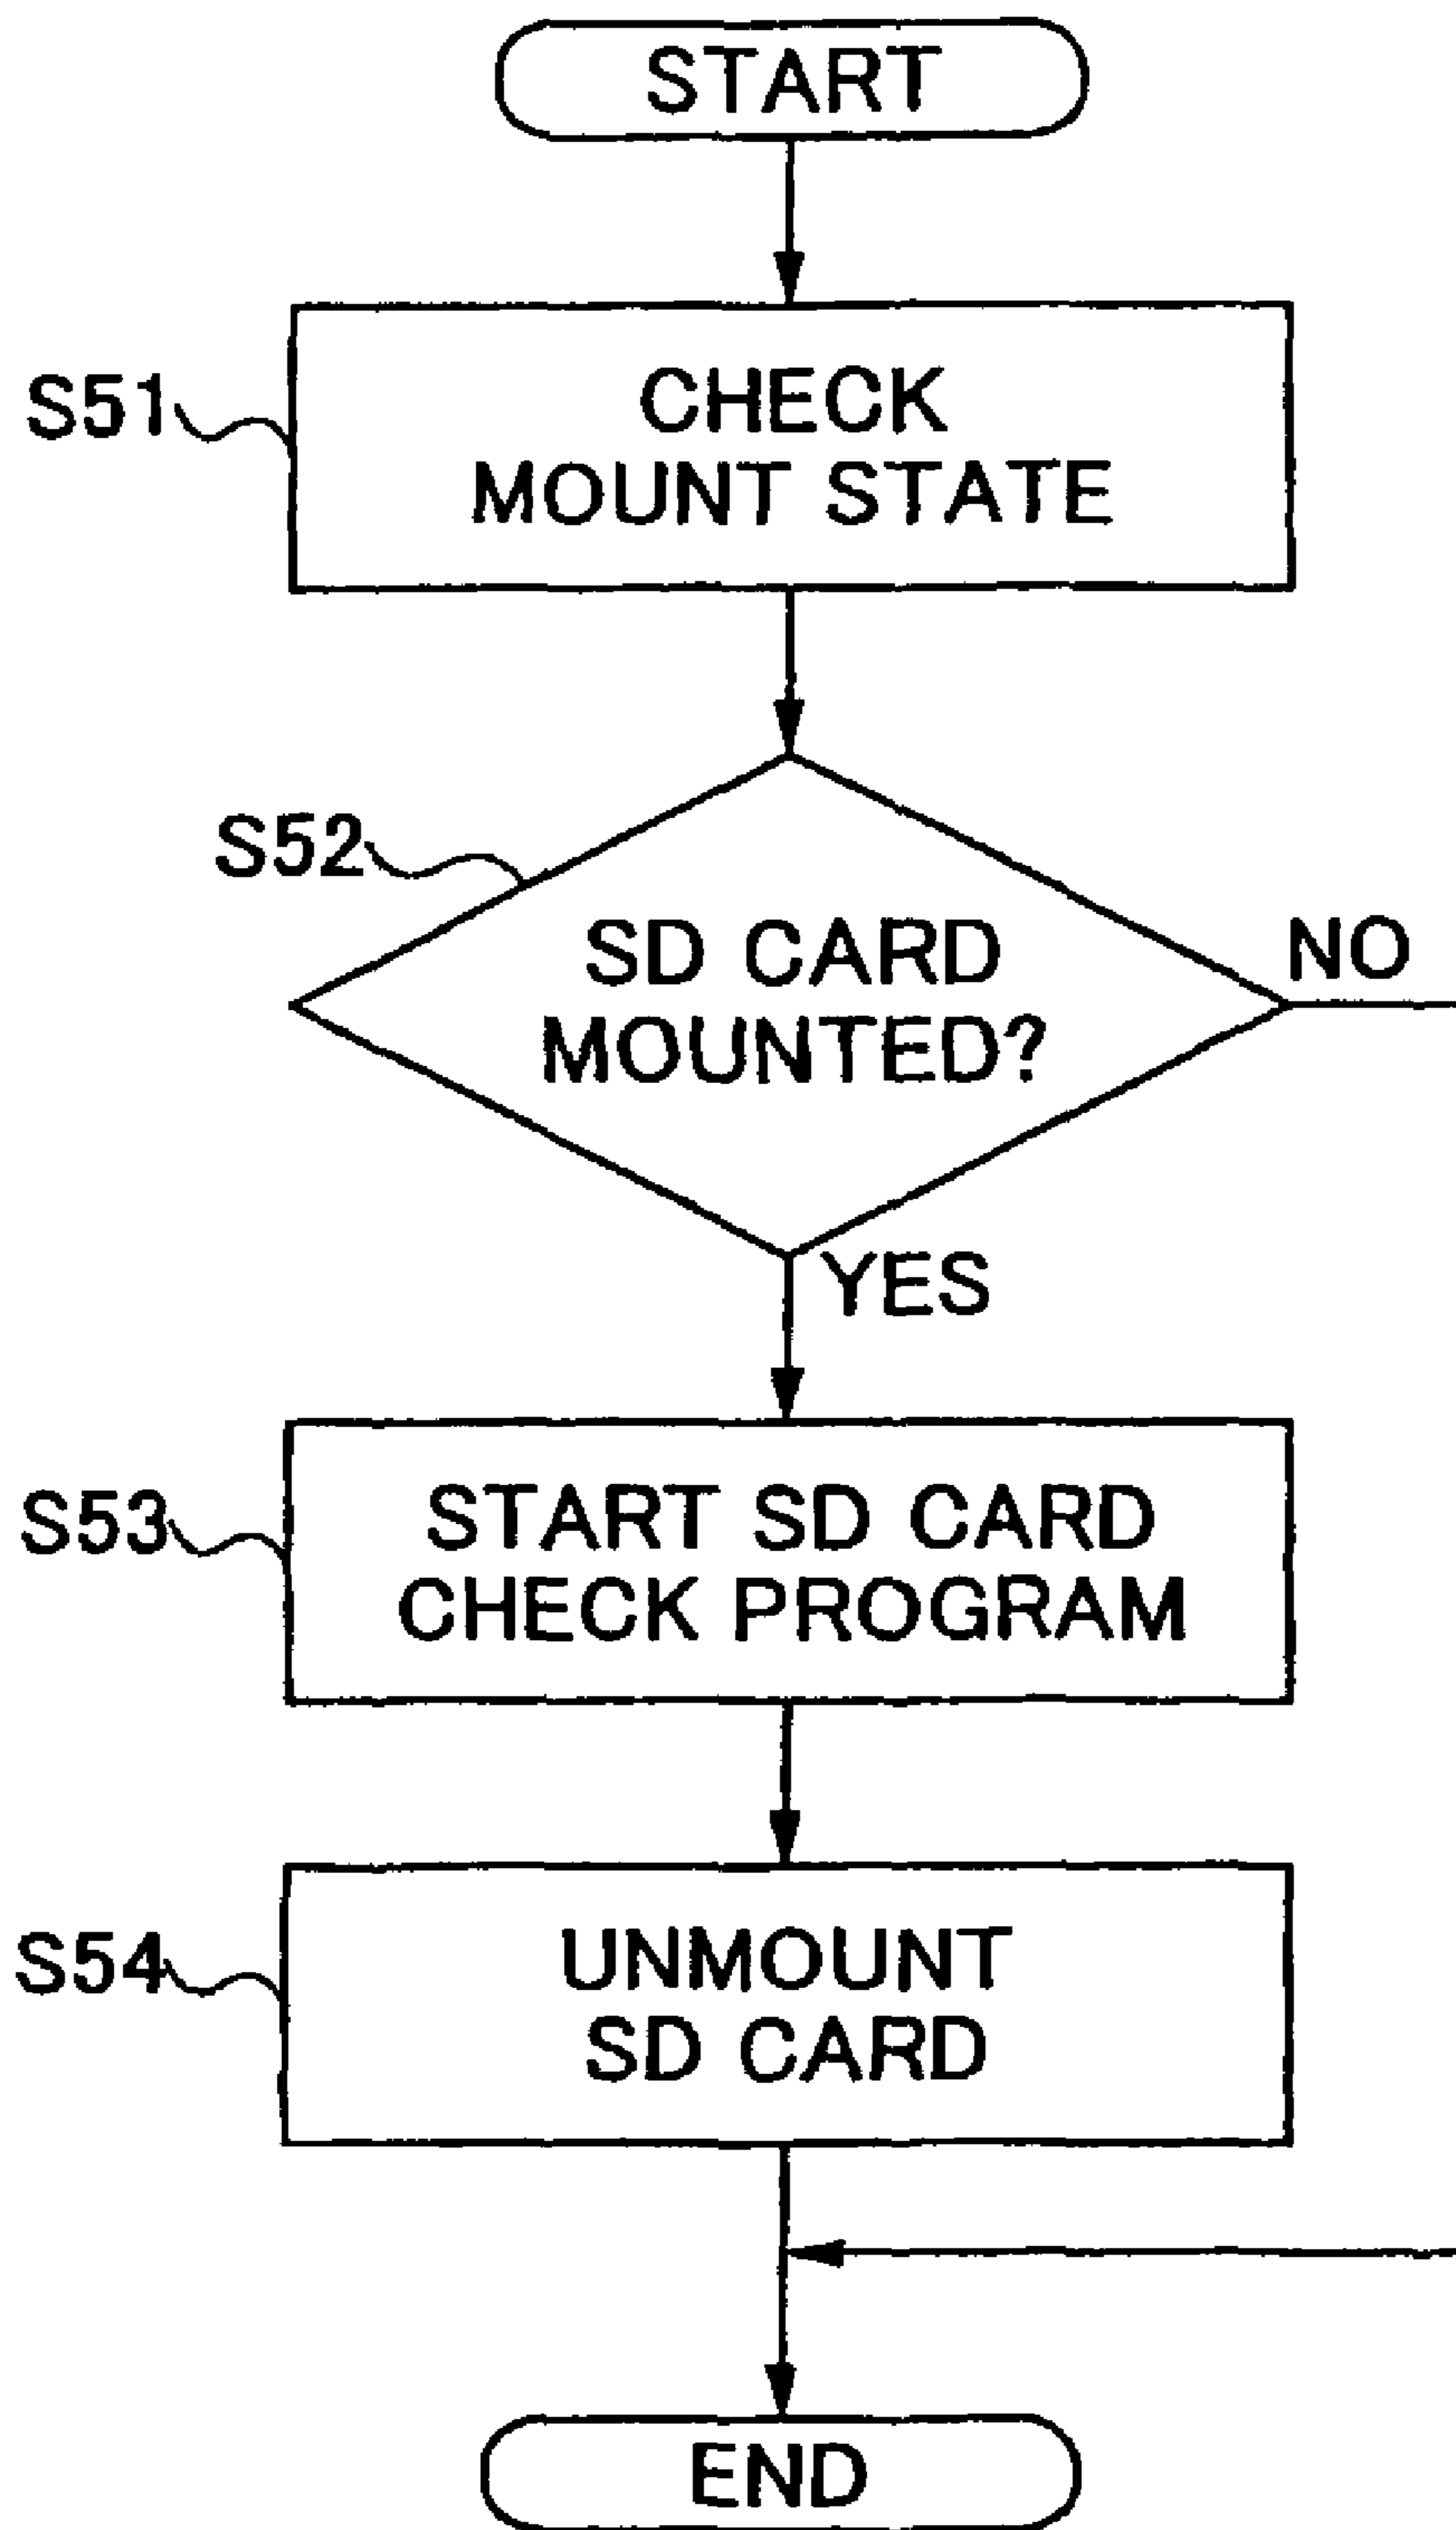 START
S51
CHECK
MOUNT STATE
S52
SD CARD
MOUNTED?
NO
YES
S53
START SD CARD
CHECK PROGRAM
S54
UNMOUNT
SD CARD
END